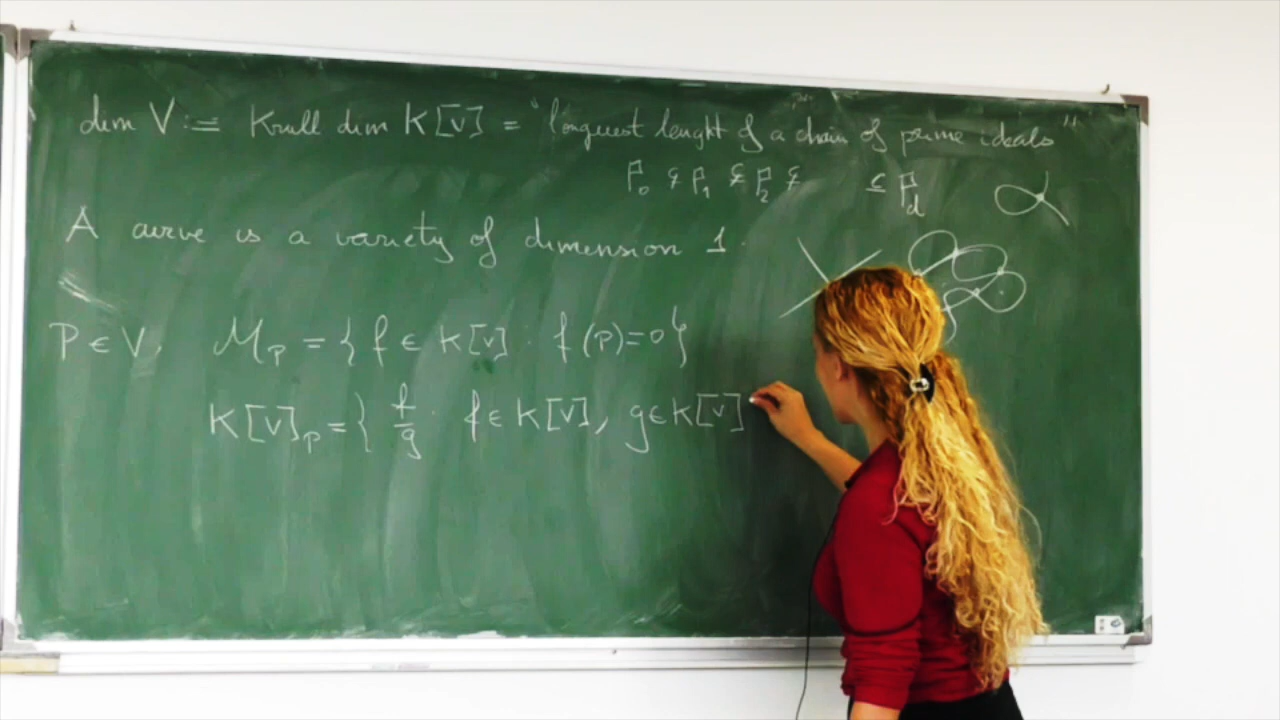 dim V := Krull dim K[V] = "longuest lenght of a chain of prime ideals"
P₀ ⊊ P₁ ⊊ P₂ ⊊ ⊆ P_d
A curve is a variety of dimension 1.
P ∈ V, M_P = { f ∈ K[V] : f(P)=0 }
K[V]_P = { f/g : f ∈ K[V], g ∈ K[V]